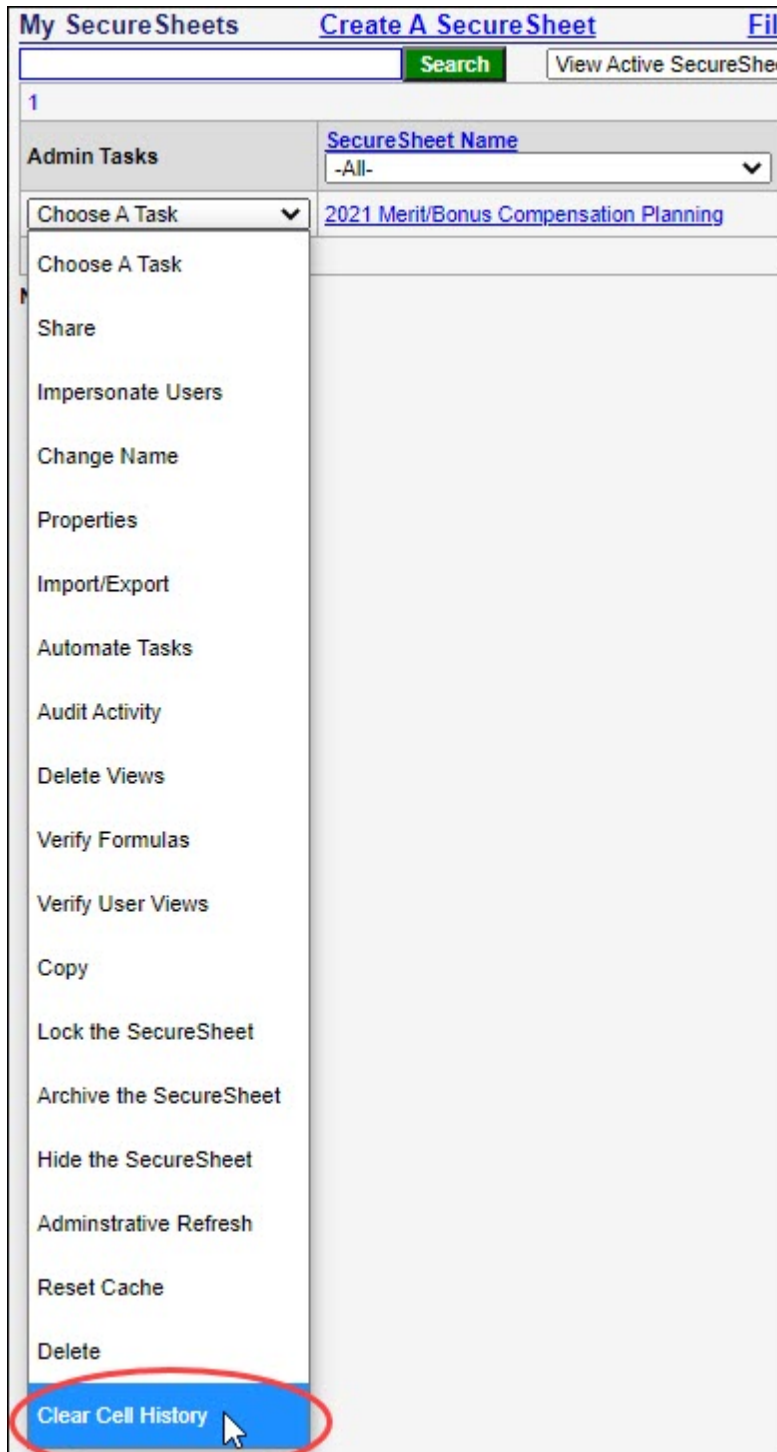 My SecureSheets Create A SecureSheet Fil
Search View Active SecureShe
1
Admin Tasks SecureSheet Name
-All-
Choose A Task 2021 Merit/Bonus Compensation Planning
Choose A Task
Share
Impersonate Users
Change Name
Properties
Import/Export
Automate Tasks
Audit Activity
Delete Views
Verify Formulas
Verify User Views
Copy
Lock the SecureSheet
Archive the SecureSheet
Hide the SecureSheet
Adminstrative Refresh
Reset Cache
Delete
Clear Cell History